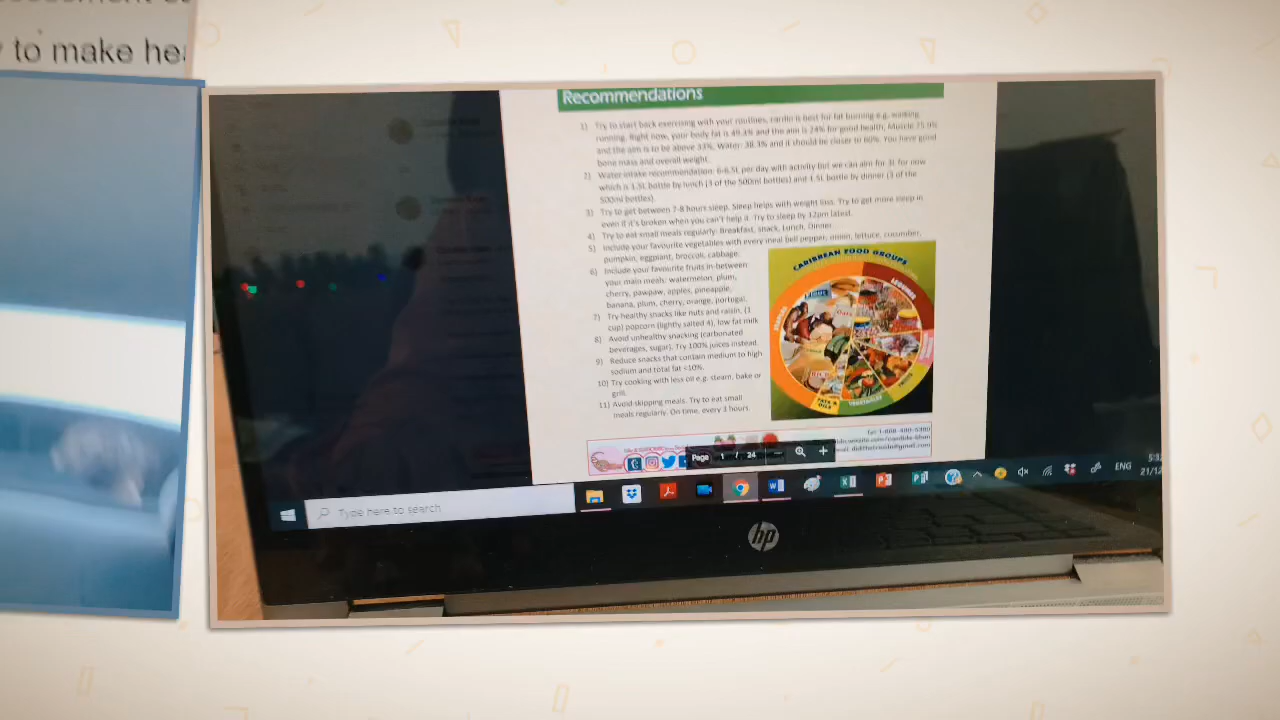 to make hea
Recommendations
1) Try to start back exercising with your routines, cardio is best for fat burning e.g. walking,
running. Right now, your body fat is 49.3% and the aim is 24% for good health; Muscle
and the aim is to be above 33%, Water: 38.3% and it should be closer to 60%. You have good
bone mass and overall weight.
2) Water intake recommendation: 6-6.5L per day with activity but we can aim for 3L for now
which is 1.5L bottle by lunch (3 of the 500ml bottles) and 1.5L bottle by dinner (3 of the
500ml bottles).
3) Try to get between 7-8 hours sleep. Sleep helps with weight loss. Try to get more sleep in
even if it's broken when you can't help it. Try to sleep by 12pm latest.
4) Try to eat small meals regularly: Breakfast, snack, Lunch, Dinner
5) Include your favourite vegetables with every meal bell pepper, onion, lettuce, cucumber,
pumpkin, eggplant, broccoli, cabbage.
6) Include your favourite fruits in-between
your main meals: watermelon, plum,
cherry, pawpaw, apples, pineapple,
banana, plum, cherry, orange, portugal.
7) Try healthy snacks like nuts and raisin, (1
cup) popcorn (lightly salted 4), low fat milk
8) Avoid unhealthy snacking (carbonated
beverages, sugar). Try 100% juices instead.
9) Reduce snacks that contain medium to high
sodium and total fat <10%.
10) Try cooking with less oil e.g. steam, bake or
grill.
11) Avoid skipping meals. Try to eat small
meals regularly. On time, every 3 hours
CARIBBEAN FOOD GROUPS
LEGUMES
Flour
Oats
RICE
FRUITS
VEGETABLES
FATS &
OILS
Page 1 / 24
Type here to search
ENG
hp